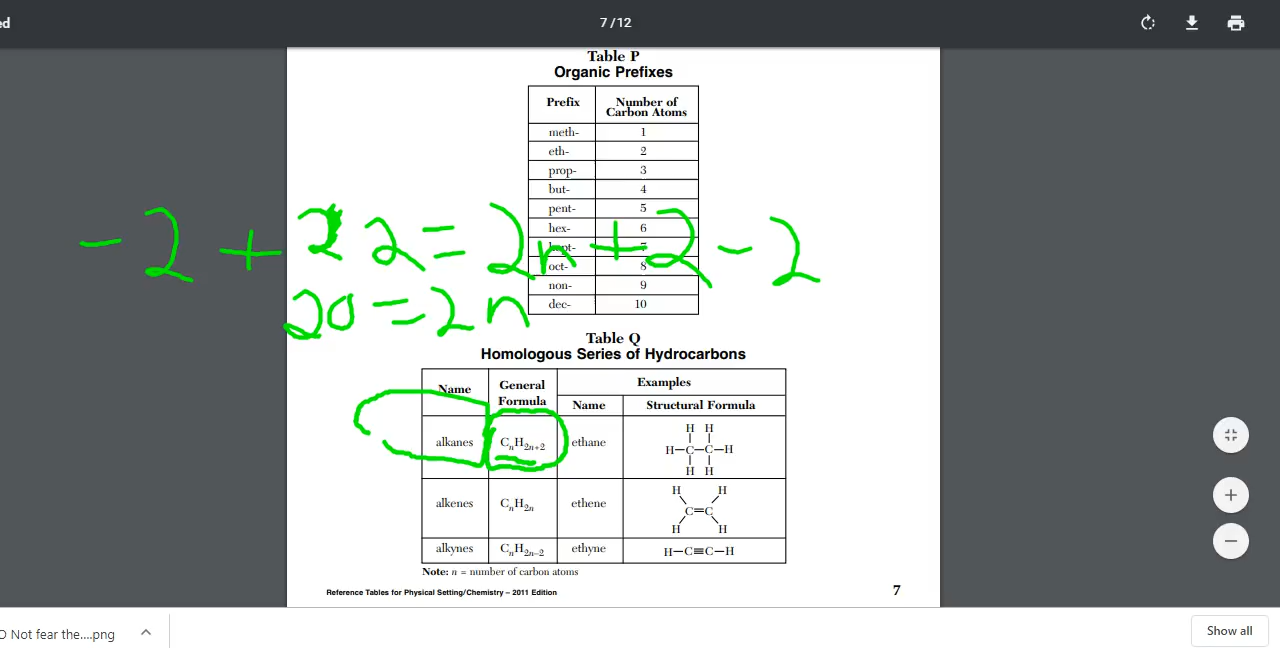 ed
7 / 12
Table P
Organic Prefixes
Prefix Number of Carbon Atoms
meth- 1
eth- 2
prop- 3
but- 4
pent- 5
hex- 6
hept- 7
oct- 8
non- 9
dec- 10
-2 + 22 = 2n + 2 - 2
20 = 2n
Table Q
Homologous Series of Hydrocarbons
Name General Formula Examples
Name Structural Formula
alkanes CnH2n+2 ethane
H H
H-C-C-H
H H
alkenes CnH2n ethene
H H
C=C
H H
alkynes CnH2n–2 ethyne H-C≡C-H
Note: n = number of carbon atoms
Reference Tables for Physical Setting/Chemistry – 2011 Edition 7
O Not fear the....png Show all